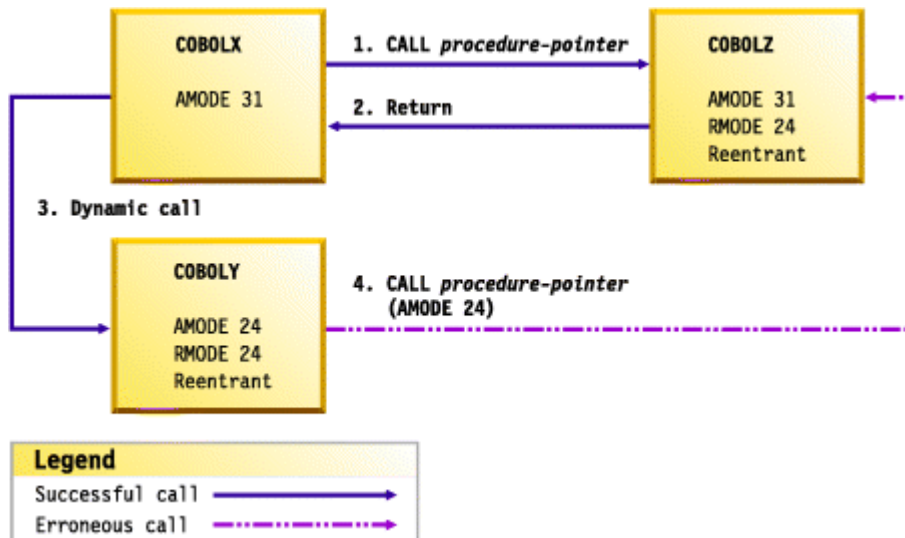 COBOLX
AMODE 31
1. CALL procedure-pointer
2. Return
COBOLZ
AMODE 31
RMODE 24
Reentrant
3. Dynamic call
COBOLY
AMODE 24
RMODE 24
Reentrant
4. CALL procedure-pointer
(AMODE 24)
Legend
Successful call
Erroneous call